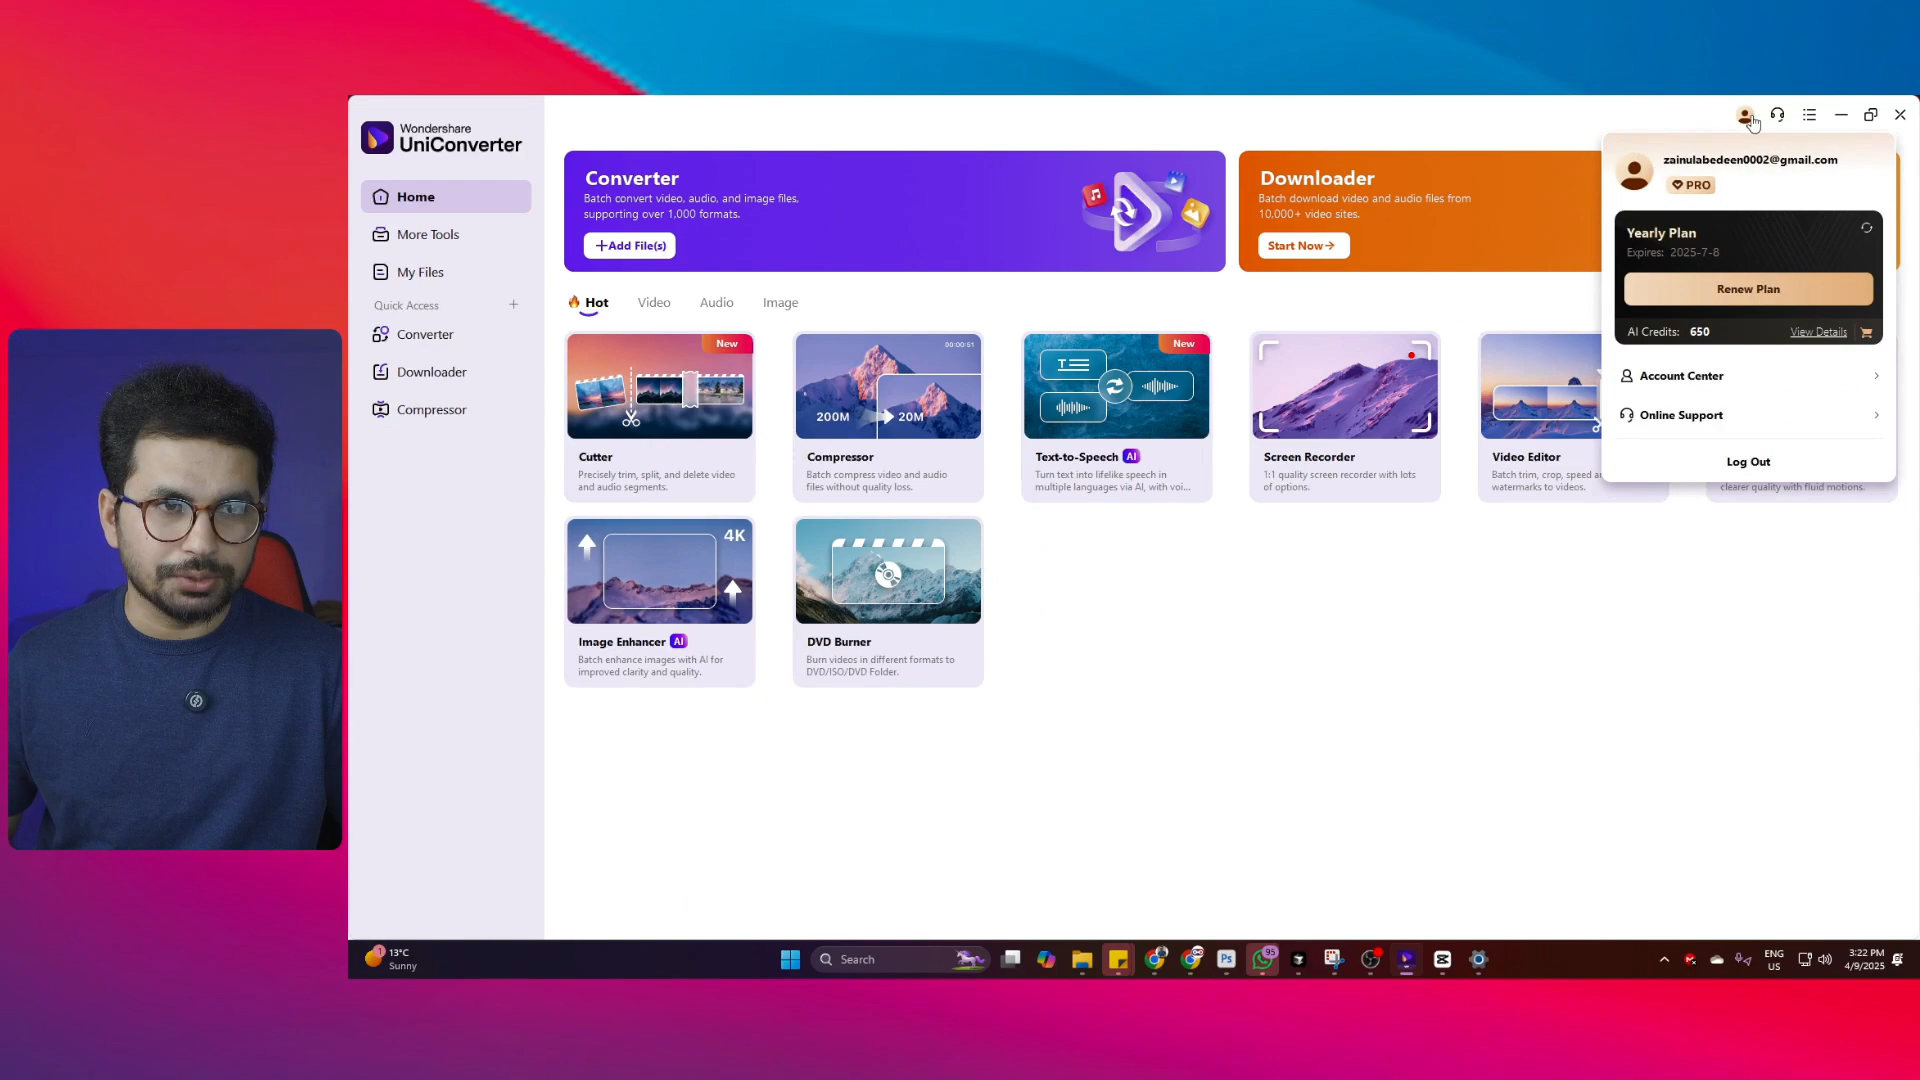 Wondershare
UniConverter
Home
More Tools
My Files
Quick Access
Converter
Downloader
Compressor
Converter
Batch convert video, audio, and image files,
supporting over 1,000 formats.
Add File(s)
Downloader
Batch download video and audio files from
10,000+ video sites.
Start Now
zainulabedeen0002@gmail.com
PRO
Yearly Plan
Expires: 2025-7-8
Renew Plan
AI Credits: 650 View Details
Account Center
Online Support
Log Out
Hot Video Audio Image
New
Cutter
Precisely trim, split, and delete video
and audio segments.
00:00:51
200M 20M
Compressor
Batch compress video and audio
files without quality loss.
New
T
Text-to-Speech AI
Turn text into lifelike speech in
multiple languages via AI, with voi...
Screen Recorder
1:1 quality screen recorder with lots
of options.
Video Editor
Batch trim, crop, speed
watermarks to videos.
clearer quality with fluid motions.
4K
Image Enhancer AI
Batch enhance images with AI for
improved clarity and quality.
DVD Burner
Burn videos in different formats to
DVD/ISO/DVD Folder.
1
13°C
Sunny
Search
Ps
95
ENG
US
3:22 PM
4/9/2025